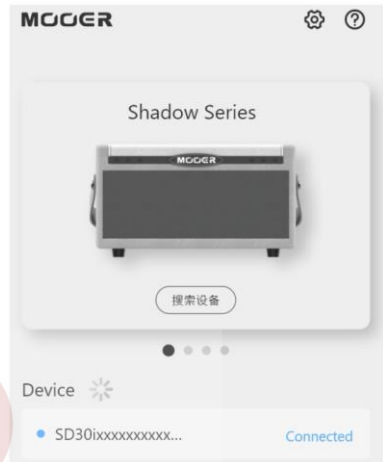 MOOER
Shadow Series
MOOER
搜索设备
Device
SD30ixxxxxxxxxx...
Connected